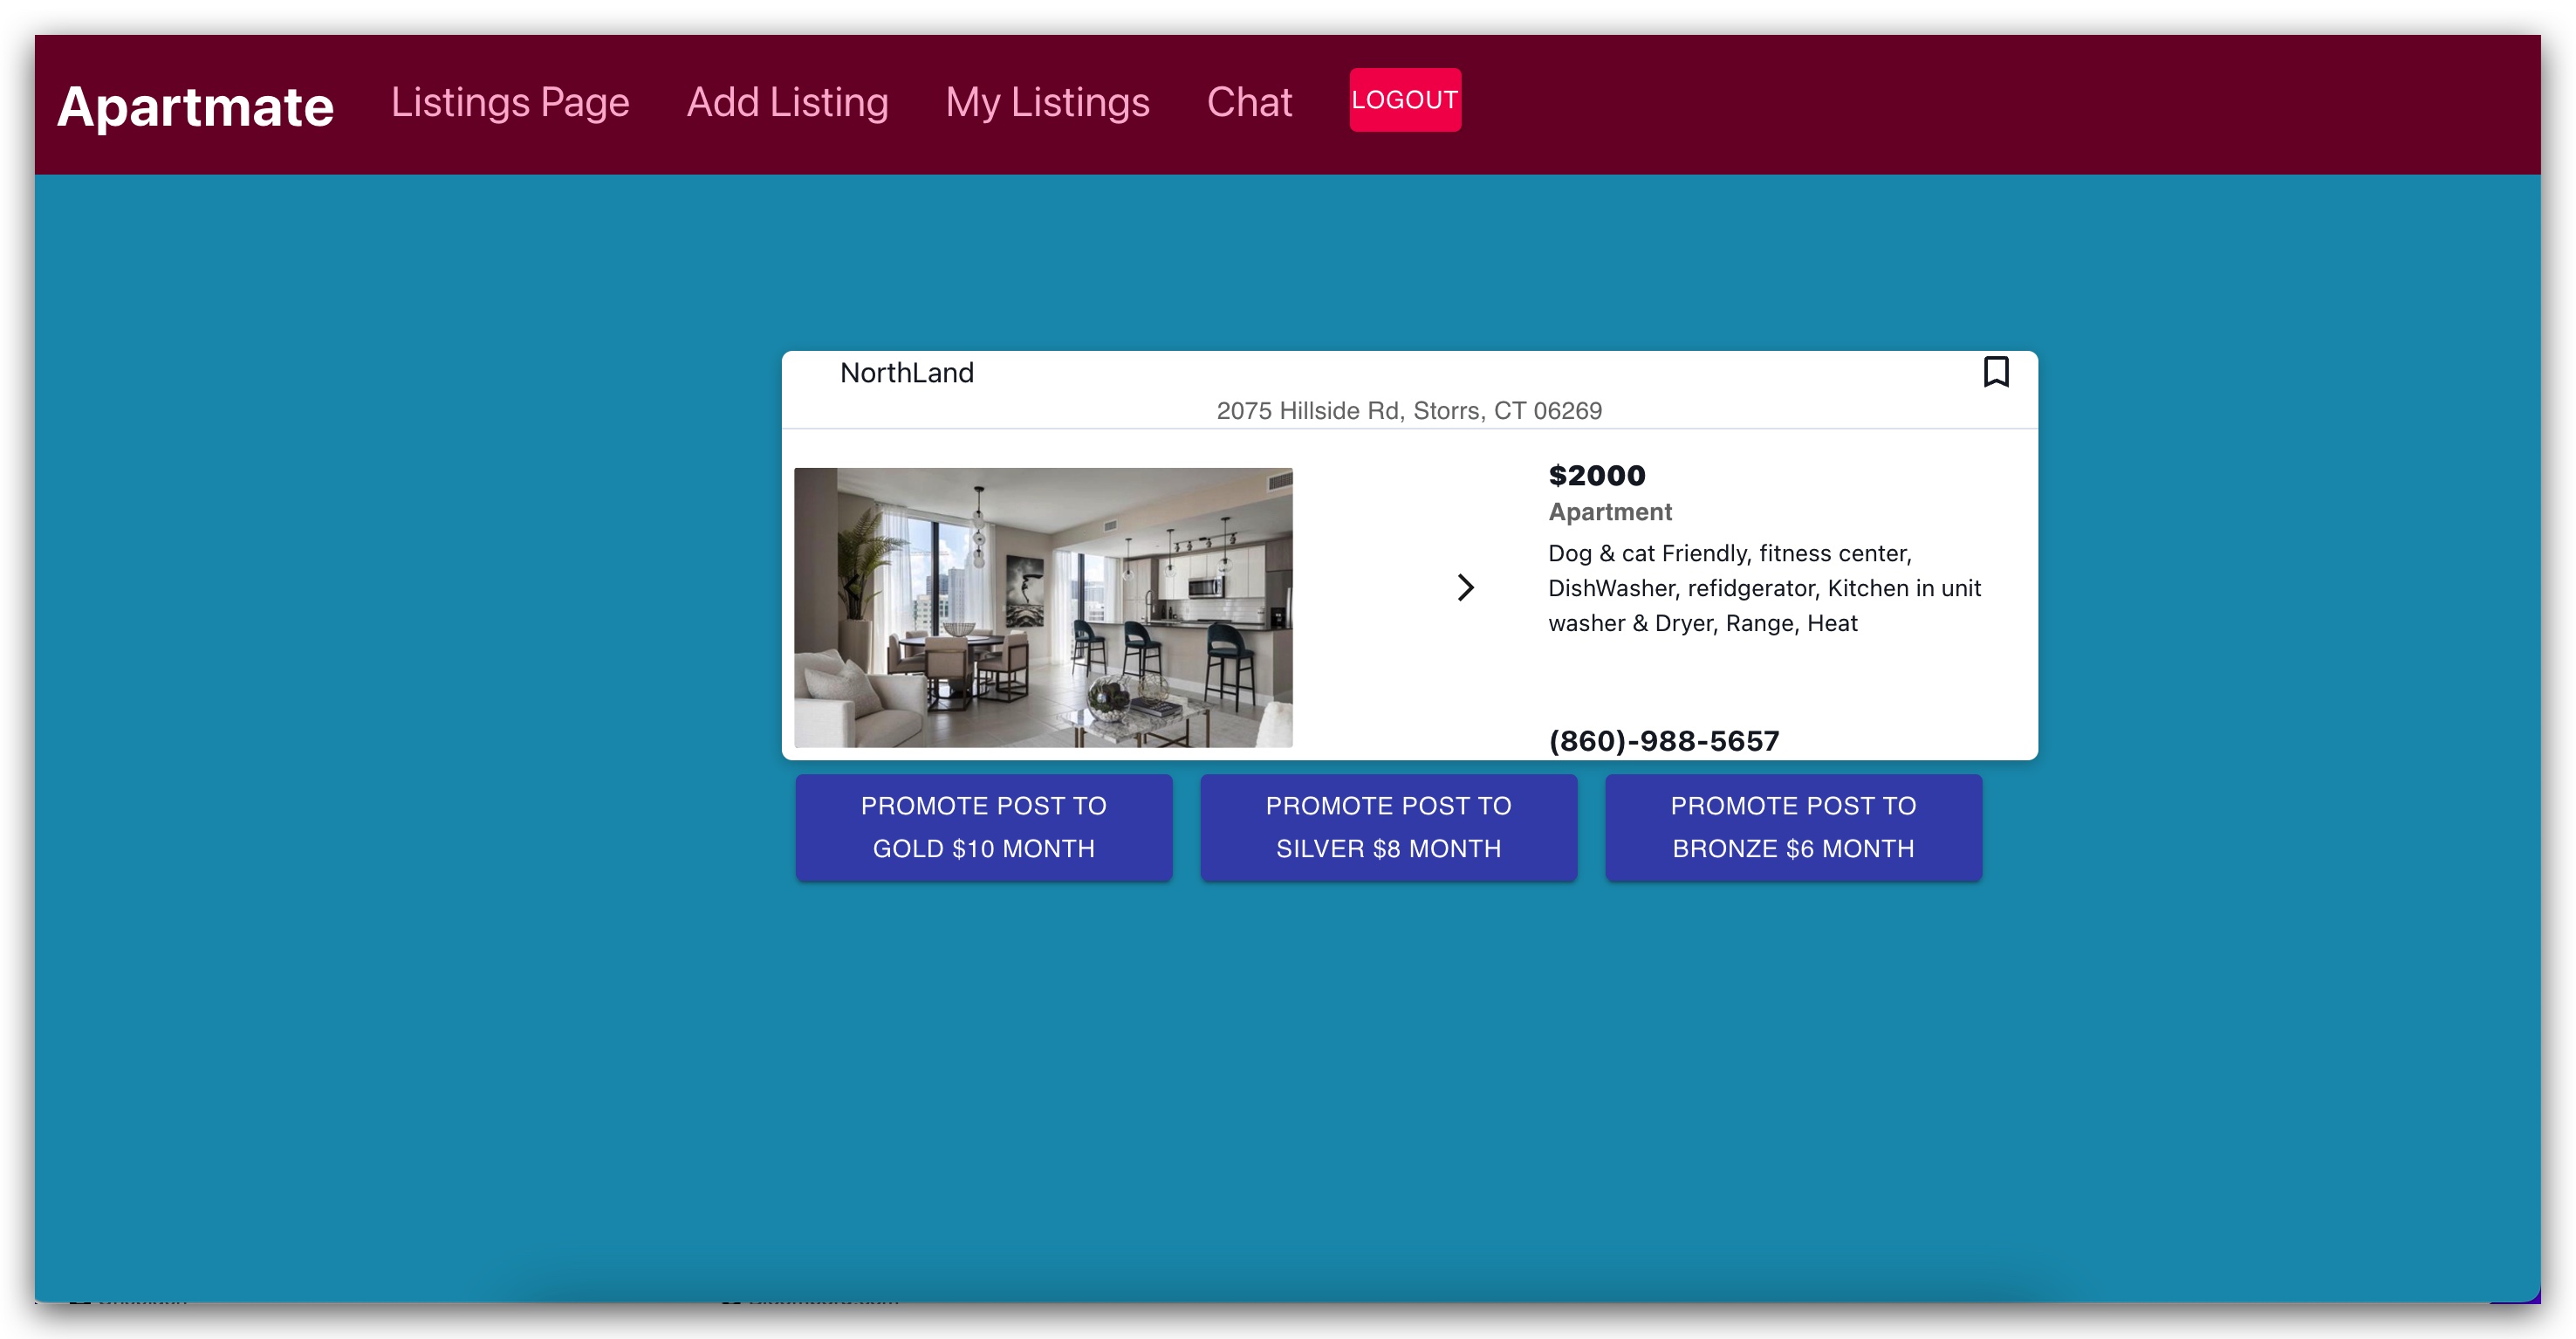 Apartmate
Listings Page
Add Listing
My Listings
Chat
LOGOUT
NorthLand
2075 Hillside Rd, Storrs, CT 06269
$2000
Apartment
Dog & cat Friendly, fitness center,
DishWasher, refidgerator, Kitchen in unit
washer & Dryer, Range, Heat
(860)-988-5657
PROMOTE POST TO
GOLD $10 MONTH
PROMOTE POST TO
SILVER $8 MONTH
PROMOTE POST TO
BRONZE $6 MONTH